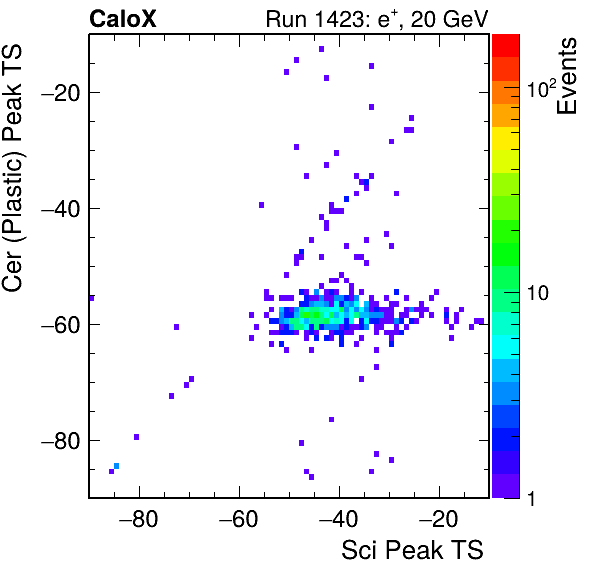 CaloX Run 1423: e⁺, 20 GeV
Cer (Plastic) Peak TS
−20
−40
−60
−80
−80 −60 −40 −20
Sci Peak TS
Events
10²
10
1